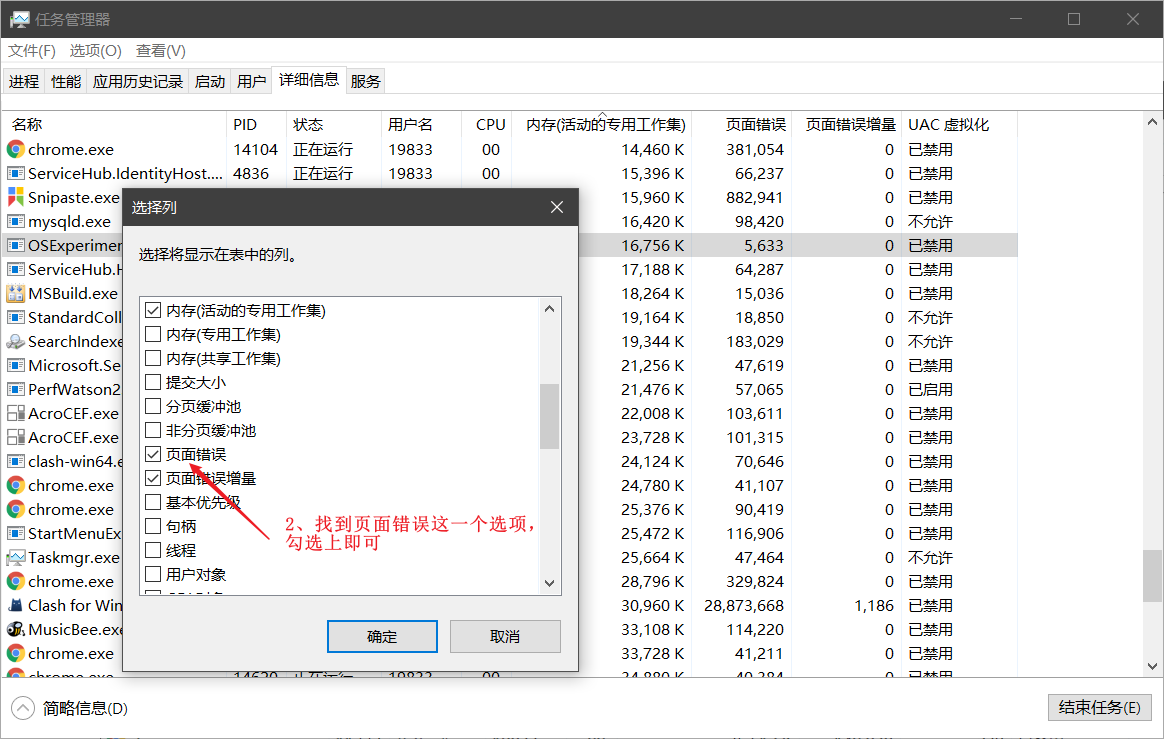 任务管理器
文件(F) 选项(O) 查看(V)
进程 性能 应用历史记录 启动 用户 详细信息 服务
名称 PID 状态 用户名 CPU 内存(活动的专用工作集) 页面错误 页面错误增量 UAC 虚拟化
chrome.exe 14104 正在运行 19833 00 14,460 K 381,054 0 已禁用
ServiceHub.IdentityHost.... 4836 正在运行 19833 00 15,396 K 66,237 0 已禁用
Snipaste.exe 15,960 K 882,941 0 已禁用
mysqld.exe 16,420 K 98,420 0 不允许
OSExperimen 16,756 K 5,633 0 已禁用
ServiceHub.H 17,188 K 64,287 0 已禁用
MSBuild.exe 18,264 K 15,036 0 已禁用
StandardColl 19,164 K 18,850 0 不允许
SearchIndexe 19,344 K 183,029 0 不允许
Microsoft.Se 21,256 K 47,619 0 已禁用
PerfWatson2 21,476 K 57,065 0 已启用
AcroCEF.exe 22,008 K 103,611 0 已禁用
AcroCEF.exe 23,728 K 101,315 0 已禁用
clash-win64.e 24,124 K 70,646 0 已禁用
chrome.exe 24,780 K 41,107 0 已禁用
chrome.exe 25,376 K 90,419 0 已禁用
StartMenuEx 25,472 K 116,906 0 已禁用
Taskmgr.exe 25,664 K 47,464 0 不允许
chrome.exe 28,796 K 329,824 0 已禁用
Clash for Win 30,960 K 28,873,668 1,186 已禁用
MusicBee.exe 33,108 K 114,220 0 已禁用
chrome.exe 33,728 K 41,211 0 已禁用
chrome.exe 14620 正在运行 19833 00 34,880 K 40,384 0 已禁用
选择列
选择将显示在表中的列。
内存(活动的专用工作集)
内存(专用工作集)
内存(共享工作集)
提交大小
分页缓冲池
非分页缓冲池
页面错误
页面错误增量
基本优先级
句柄
线程
用户对象
2、找到页面错误这一个选项，
勾选上即可
确定 取消
简略信息(D) 结束任务(E)